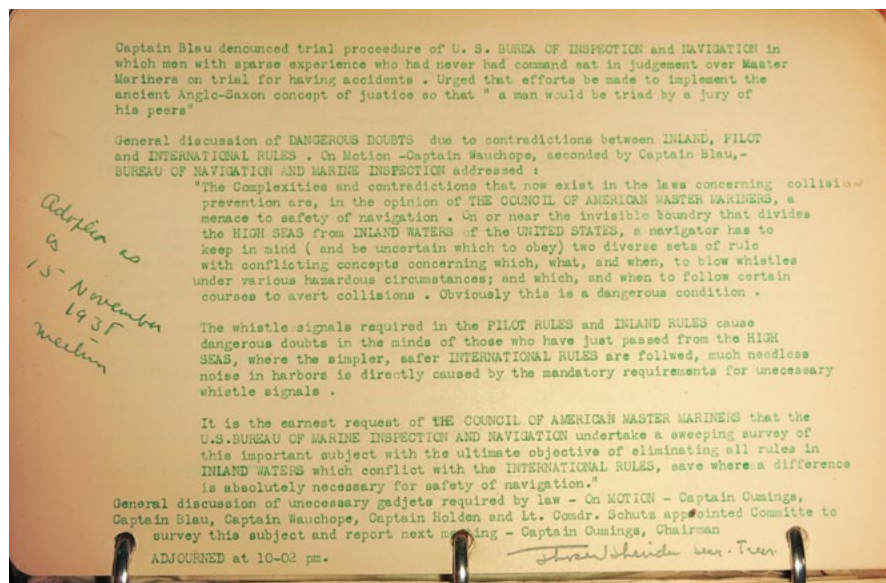 Captain Blau denounced trial proceedure of U. S. BUREA OF INSPECTION and NAVIGATION in
which men with sparse experience who had never had command sat in judgement over Master
Mariners on trial for having accidents . Urged that efforts be made to implement the
ancient Anglo-Saxon concept of justice so that " a man would be triad by a jury of
his peers"
General discussion of DANGEROUS DOUBTS due to contradictions between INLAND, PILOT
and INTERNATIONAL RULES . On Motion -Captain Wauchope, seconded by Captain Blau,-
BUREAU OF NAVIGATION AND MARINE INSPECTION addressed :
"The Complexities and contradictions that now exist in the laws concerning collision
prevention are, in the opinion of THE COUNCIL OF AMERICAN MASTER MARINERS, a
menace to safety of navigation . On or near the invisible boundry that divides
the HIGH SEAS from INLAND WATERS of the UNITED STATES, a navigator has to
keep in mind ( and be uncertain which to obey) two diverse sets of rule
with conflicting concepts concerning which, what, and when, to blow whistles
under various hazardous circumstances; and which, and when to follow certain
courses to avert collisions . Obviously this is a dangerous condition .
The whistle signals required in the PILOT RULES and INLAND RULES cause
dangerous doubts in the minds of those who have just passed from the HIGH
SEAS, where the simpler, safer INTERNATIONAL RULES are follwed, much needless
noise in harbors is directly caused by the mandatory requirements for unecessary
whistle signals .
It is the earnest request of THE COUNCIL OF AMERICAN MASTER MARINERS that the
U.S.BUREAU OF MARINE INSPECTION AND NAVIGATION undertake a sweeping survey of
this important subject with the ultimate objective of eliminating all rules in
INLAND WATERS which conflict with the INTERNATIONAL RULES, save where a difference
is absolutely necessary for safety of navigation."
General discussion of unecessary gadjets required by law - On MOTION - Captain Cumings,
Captain Blau, Captain Wauchope, Captain Holden and Lt. Comdr. Schutz appointed Committe to
survey this subject and report next meeting - Captain Cumings, Chairman
ADJOURNED at 10-02 pm.
Sheridan Secr. Treas.
as
15 November
1938